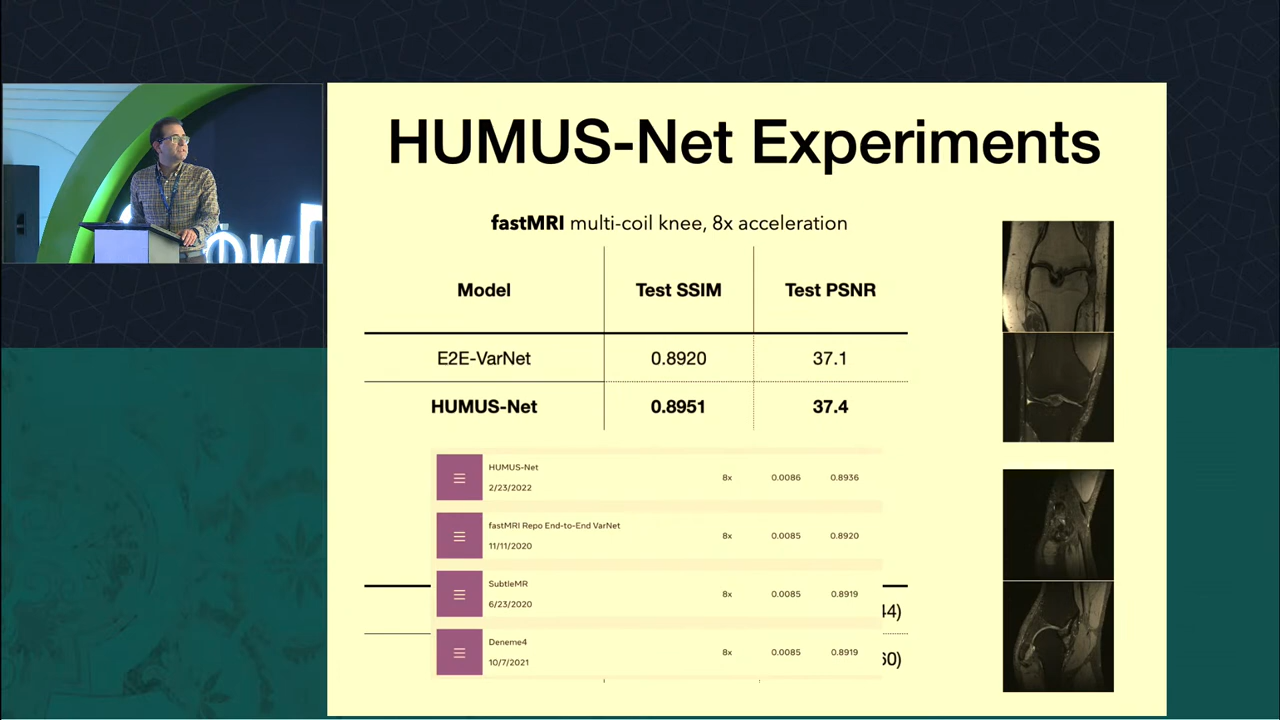 HUMUS-Net Experiments
fastMRI multi-coil knee, 8x acceleration
Model Test SSIM Test PSNR
E2E-VarNet 0.8920 37.1
HUMUS-Net 0.8951 37.4
HUMUS-Net
2/23/2022
8x 0.0086 0.8936
fastMRI Repo End-to-End VarNet
11/11/2020
8x 0.0085 0.8920
SubtleMR
6/23/2020
8x 0.0085 0.8919
Deneme4
10/7/2021
8x 0.0085 0.8919
44)
60)